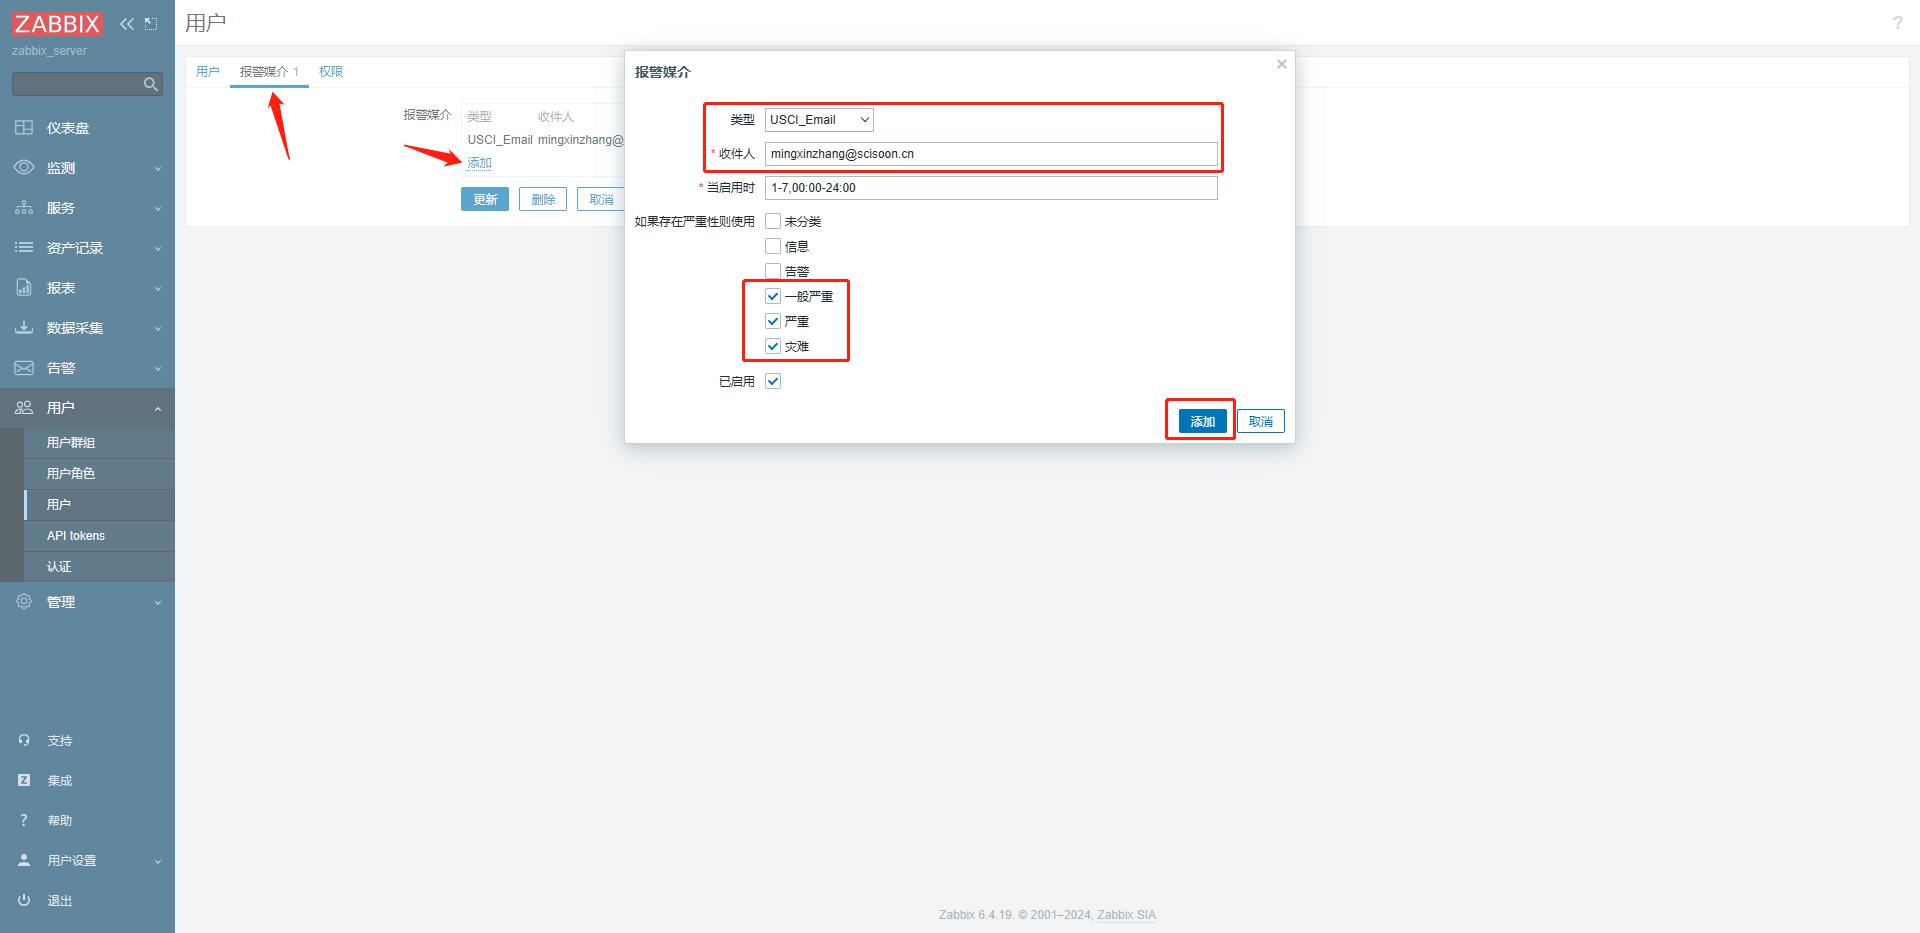 ZABBIX
zabbix_server
仪表盘
监测
服务
资产记录
报表
数据采集
告警
用户
用户群组
用户角色
用户
API tokens
认证
管理
支持
集成
帮助
用户设置
退出
用户
?
用户 报警媒介 1 权限
报警媒介 类型 收件人
USCI_Email mingxinzhang@
添加
更新 删除 取消
报警媒介
类型 USCI_Email
* 收件人 mingxinzhang@scisoon.cn
* 当启用时 1-7,00:00-24:00
如果存在严重性则使用 未分类
信息
告警
一般严重
严重
灾难
已启用
添加 取消
Zabbix 6.4.19. © 2001–2024, Zabbix SIA